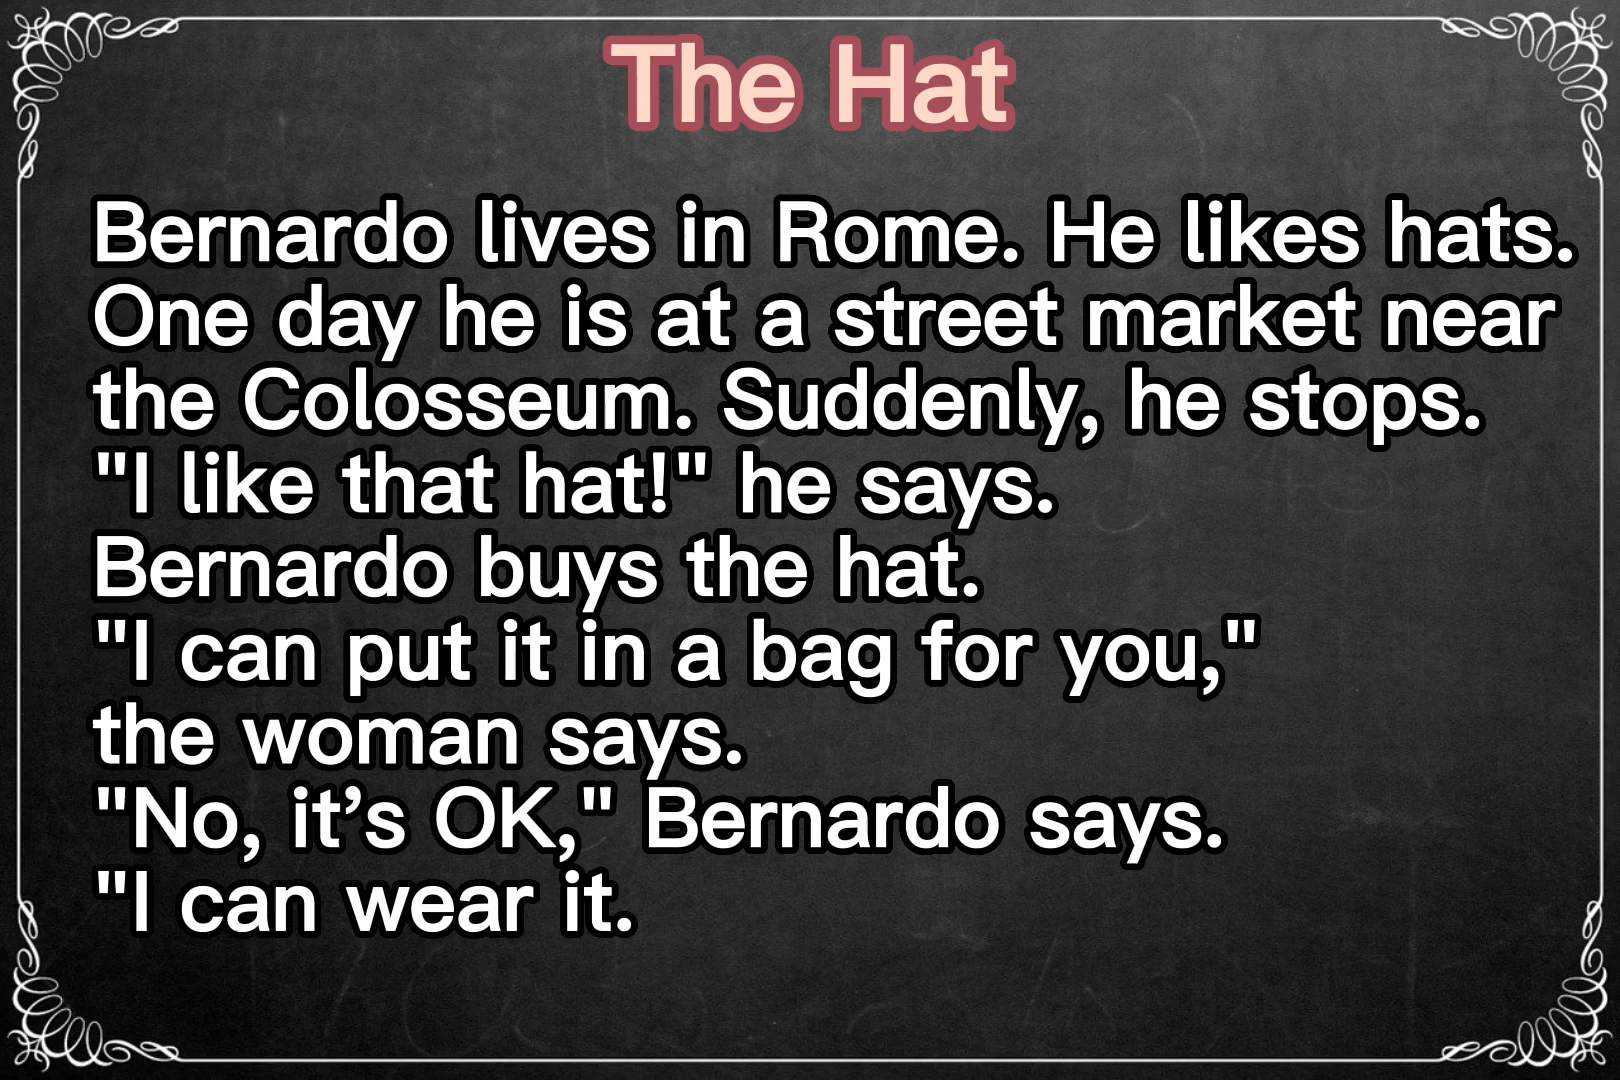 The Hat
Bernardo lives in Rome. He likes hats.
One day he is at a street market near
the Colosseum. Suddenly, he stops.
"I like that hat!" he says.
Bernardo buys the hat.
"I can put it in a bag for you,"
the woman says.
"No, it’s OK," Bernardo says.
"I can wear it.